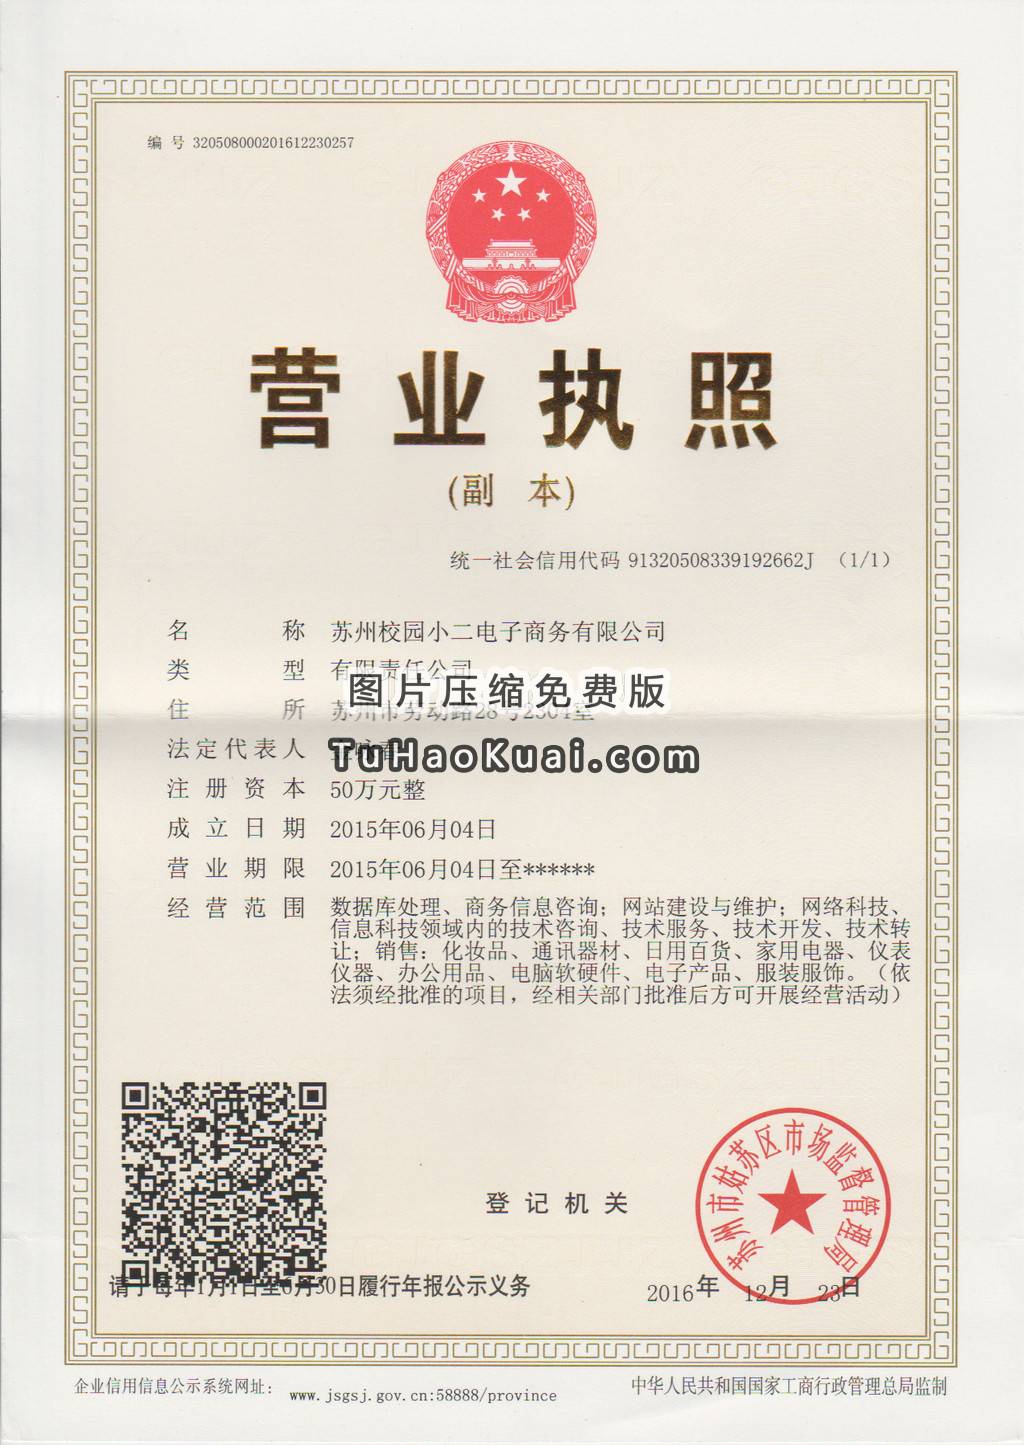 编 号 320508000201612230257
营业执照
(副 本)
统一社会信用代码 91320508339192662J （1/1）
名 称 苏州校园小二电子商务有限公司
类 型 有限责任公司
图片压缩免费版
住 所 苏州市劳动路28号2304室
法定代表人
TuHaoKuai.com
注 册 资 本 50万元整
成 立 日 期 2015年06月04日
营 业 期 限 2015年06月04日至******
经 营 范 围 数据库处理、商务信息咨询；网站建设与维护；网络科技、
信息科技领域内的技术咨询、技术服务、技术开发、技术转
让；销售：化妆品、通讯器材、日用百货、家用电器、仪表
仪器、办公用品、电脑软硬件、电子产品、服装服饰。（依
法须经批准的项目，经相关部门批准后方可开展经营活动）
苏州市姑苏区市场监督管理局
登 记 机 关
请于每年1月1日至6月30日履行年报公示义务
2016年 12月 23日
企业信用信息公示系统网址： www.jsgsj.gov.cn:58888/province
中华人民共和国国家工商行政管理总局监制